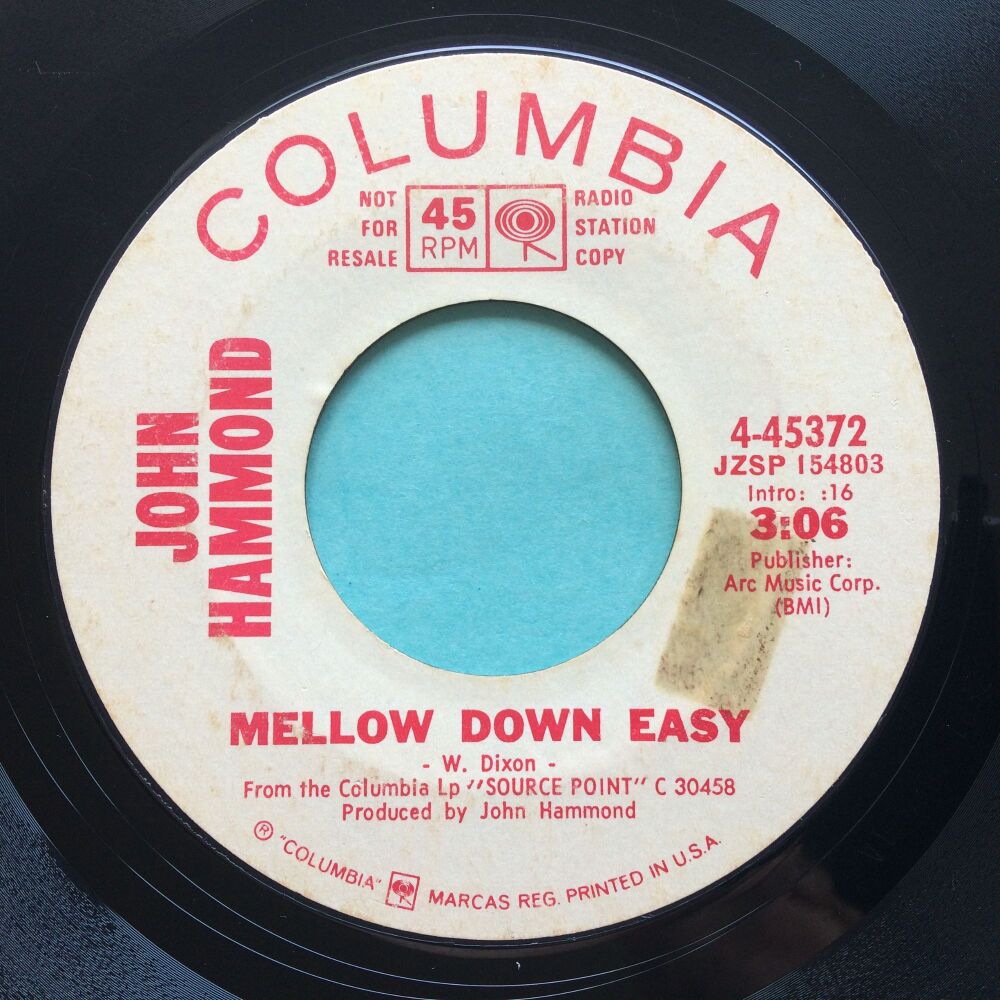 COLUMBIA
NOT FOR RESALE
45 RPM
RADIO STATION COPY
JOHN
HAMMOND
4-45372
JZSP 154803
Intro: :16
3:06
Publisher:
Arc Music Corp.
(BMI)
MELLOW DOWN EASY
- W. Dixon -
From the Columbia Lp "SOURCE POINT" C 30458
Produced by John Hammond
® "COLUMBIA" MARCAS REG. PRINTED IN U.S.A.